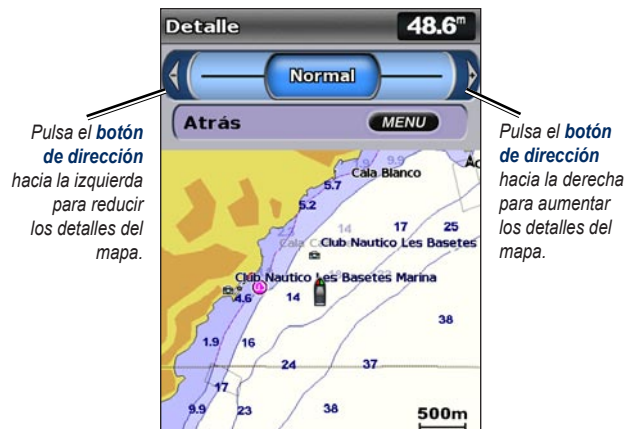 Detalle 48.6m
Normal
Atrás MENU
Pulsa el botón
de dirección
hacia la izquierda
para reducir
los detalles del
mapa.
Pulsa el botón
de dirección
hacia la derecha
para aumentar
los detalles del
mapa.
9.9
Cala Blanco
5.7
5.2
14 17 25
Club Nautico Les Basetes
Club Nautico Les Basetes Marina
4.6 14
38
1.9 16
24 37
17
9.9 23 38
500m